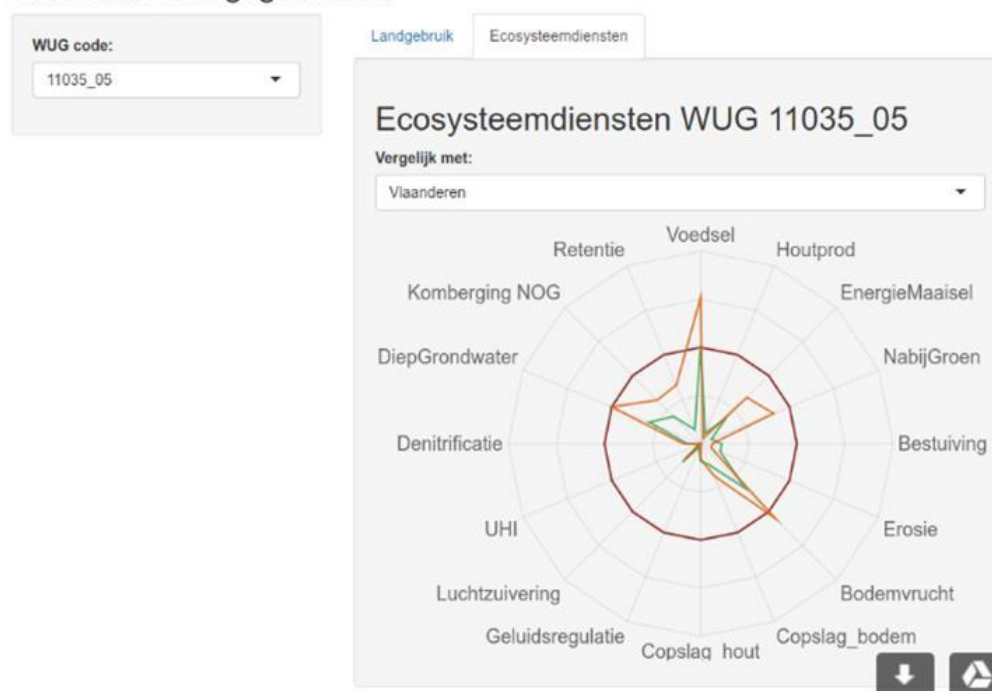 WUG code:
11035_05
Landgebruik
Ecosysteemdiensten
Ecosysteemdiensten WUG 11035_05
Vergelijk met:
Vlaanderen
Voedsel
Retentie
Houtprod
Komberging NOG
EnergieMaaisel
DiepGrondwater
NabijGroen
Denitrificatie
Bestuiving
UHI
Erosie
Luchtzuivering
Bodemvrucht
Geluidsregulatie
Copslag_bodem
Copslag_hout